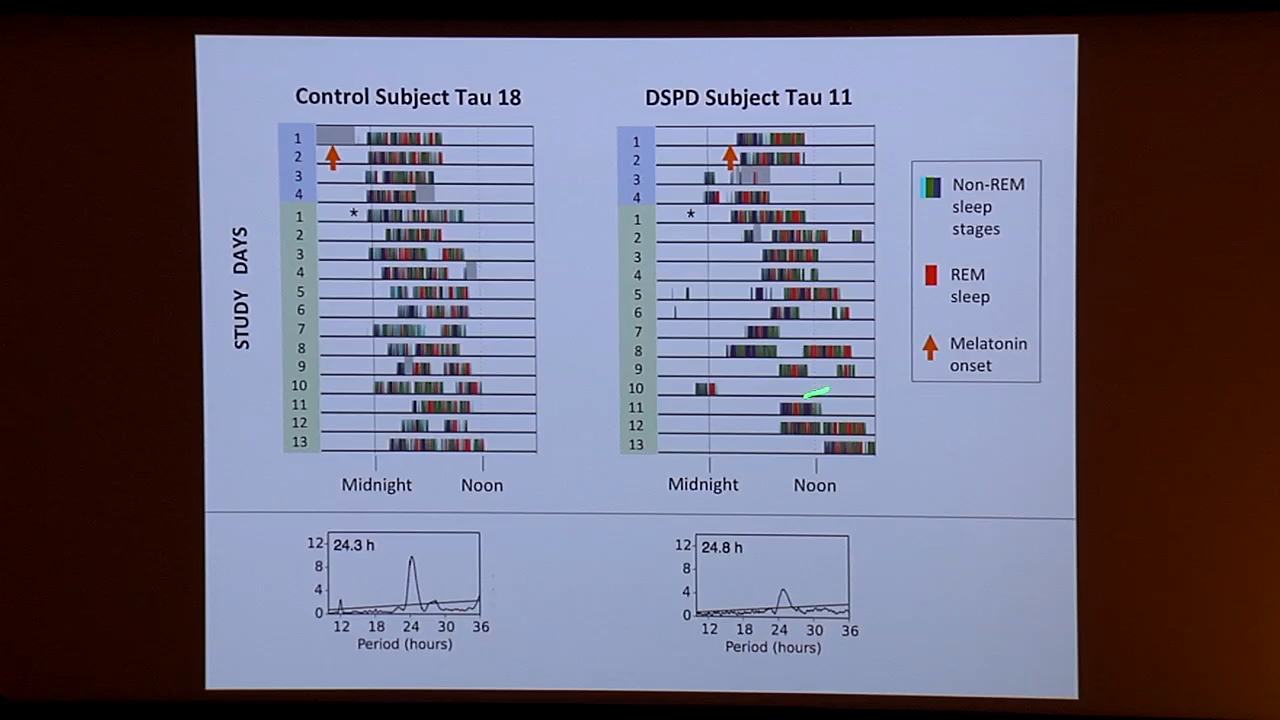 Control Subject Tau 18
DSPD Subject Tau 11
STUDY DAYS
1
2
3
4
1
*
2
3
4
5
6
7
8
9
10
11
12
13
Midnight
Noon
1
2
3
4
1
*
2
3
4
5
6
7
8
9
10
11
12
13
Midnight
Noon
Non-REM
sleep
stages
REM
sleep
Melatonin
onset
24.3 h
12
8
4
0
12 18 24 30 36
Period (hours)
24.8 h
12
8
4
0
12 18 24 30 36
Period (hours)